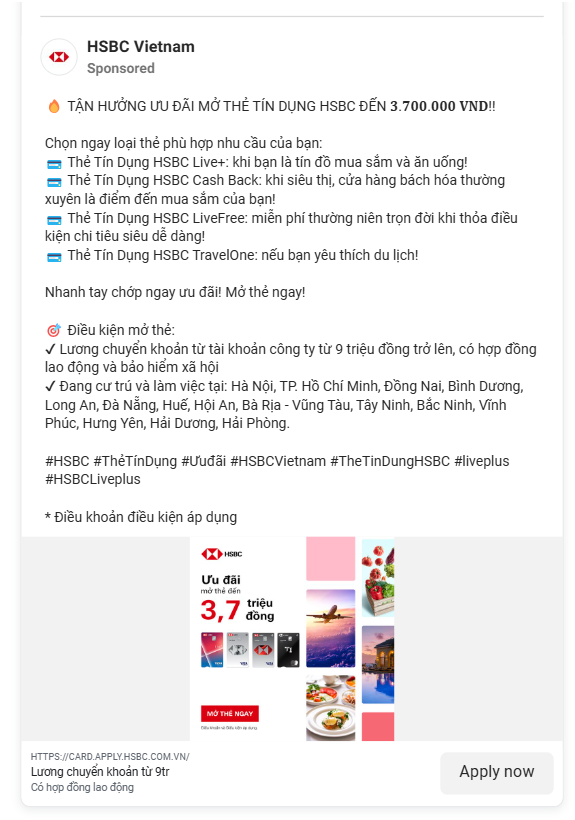 HSBC Vietnam
Sponsored
🔥 TẬN HƯỞNG ƯU ĐÃI MỞ THẺ TÍN DỤNG HSBC ĐẾN 3.700.000 VND!!
Chọn ngay loại thẻ phù hợp nhu cầu của bạn:
💳 Thẻ Tín Dụng HSBC Live+: khi bạn là tín đồ mua sắm và ăn uống!
💳 Thẻ Tín Dụng HSBC Cash Back: khi siêu thị, cửa hàng bách hóa thường
xuyên là điểm đến mua sắm của bạn!
💳 Thẻ Tín Dụng HSBC LiveFree: miễn phí thường niên trọn đời khi thỏa điều
kiện chi tiêu siêu dễ dàng!
💳 Thẻ Tín Dụng HSBC TravelOne: nếu bạn yêu thích du lịch!
Nhanh tay chớp ngay ưu đãi! Mở thẻ ngay!
🎯 Điều kiện mở thẻ:
✔ Lương chuyển khoản từ tài khoản công ty từ 9 triệu đồng trở lên, có hợp đồng
lao động và bảo hiểm xã hội
✔ Đang cư trú và làm việc tại: Hà Nội, TP. Hồ Chí Minh, Đồng Nai, Bình Dương,
Long An, Đà Nẵng, Huế, Hội An, Bà Rịa - Vũng Tàu, Tây Ninh, Bắc Ninh, Vĩnh
Phúc, Hưng Yên, Hải Dương, Hải Phòng.
#HSBC #ThẻTínDụng #Ưuđãi #HSBCVietnam #TheTinDungHSBC #liveplus
#HSBCLiveplus
* Điều khoản điều kiện áp dụng
HSBC
Ưu đãi
mở thẻ đến
3,7 triệu đồng
VISA VISA VISA
MỞ THẺ NGAY
Điều khoản và Điều kiện áp dụng
HTTPS://CARD.APPLY.HSBC.COM.VN/
Lương chuyển khoản từ 9tr
Có hợp đồng lao động
Apply now